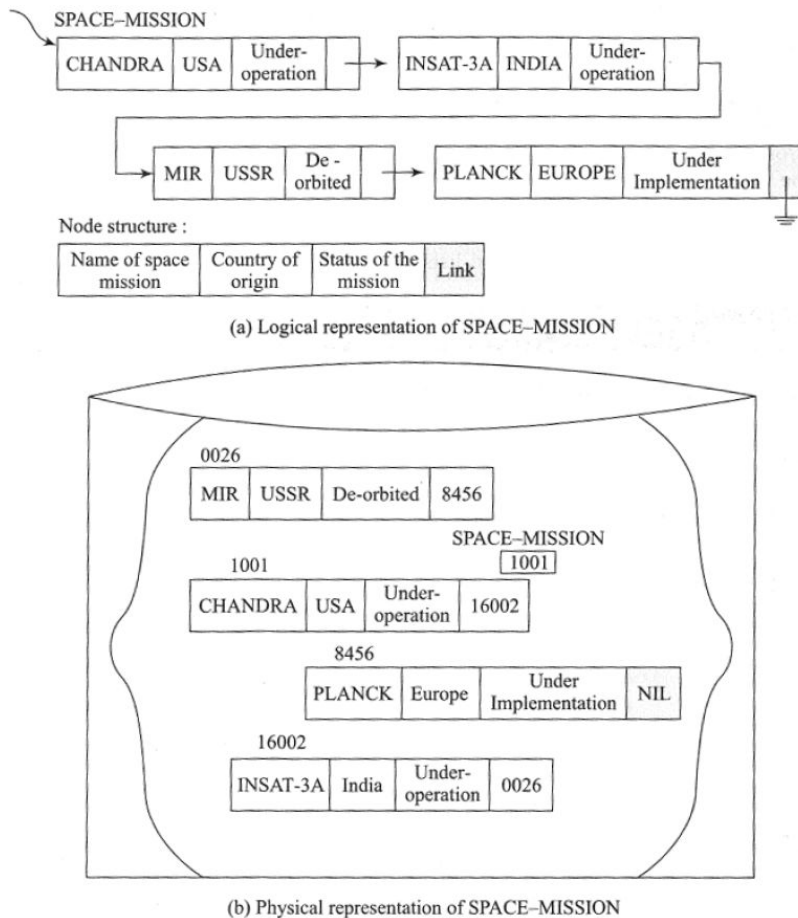 SPACE–MISSION
CHANDRA USA Under-operation INSAT-3A INDIA Under-operation
MIR USSR De - orbited PLANCK EUROPE Under Implementation
Node structure :
Name of space mission Country of origin Status of the mission Link
(a) Logical representation of SPACE–MISSION
0026
MIR USSR De-orbited 8456
SPACE–MISSION
1001
1001
CHANDRA USA Under-operation 16002
8456
PLANCK Europe Under Implementation NIL
16002
INSAT-3A India Under-operation 0026
(b) Physical representation of SPACE–MISSION